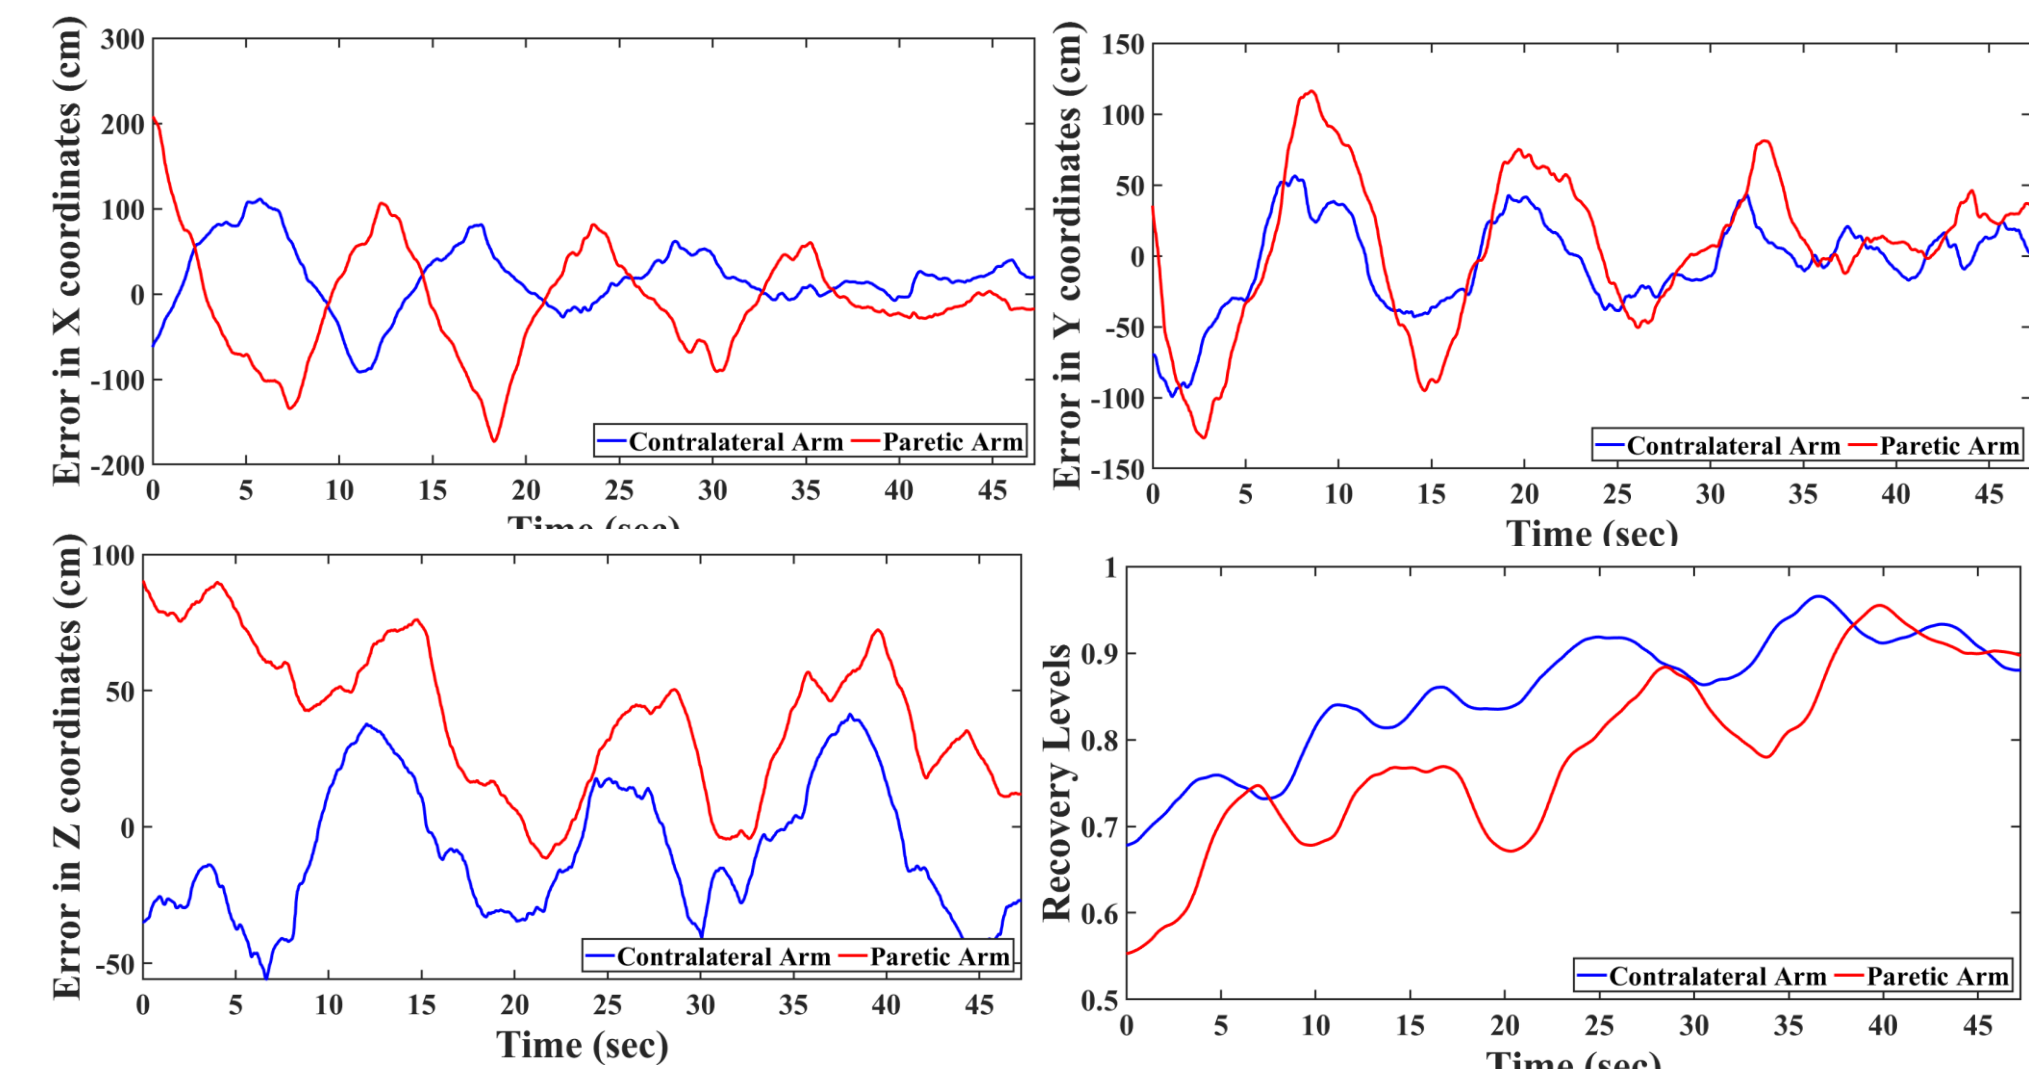 Error in X coordinates (cm)
300
200
100
0
-100
-200
Contralateral Arm Paretic Arm
0 5 10 15 20 25 30 35 40 45
Time (sec)
Error in Y coordinates (cm)
150
100
50
0
-50
-100
-150
Contralateral Arm Paretic Arm
0 5 10 15 20 25 30 35 40 45
Time (sec)
Error in Z coordinates (cm)
100
50
0
-50
Contralateral Arm Paretic Arm
0 5 10 15 20 25 30 35 40 45
Time (sec)
Recovery Levels
1
0.9
0.8
0.7
0.6
0.5
Contralateral Arm Paretic Arm
0 5 10 15 20 25 30 35 40 45
Time (sec)